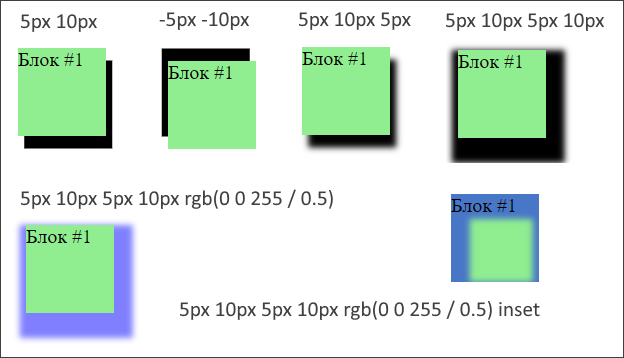 5px 10px
-5px -10px
5px 10px 5px
5px 10px 5px 10px
Блок #1
Блок #1
Блок #1
Блок #1
5px 10px 5px 10px rgb(0 0 255 / 0.5)
Блок #1
Блок #1
5px 10px 5px 10px rgb(0 0 255 / 0.5) inset